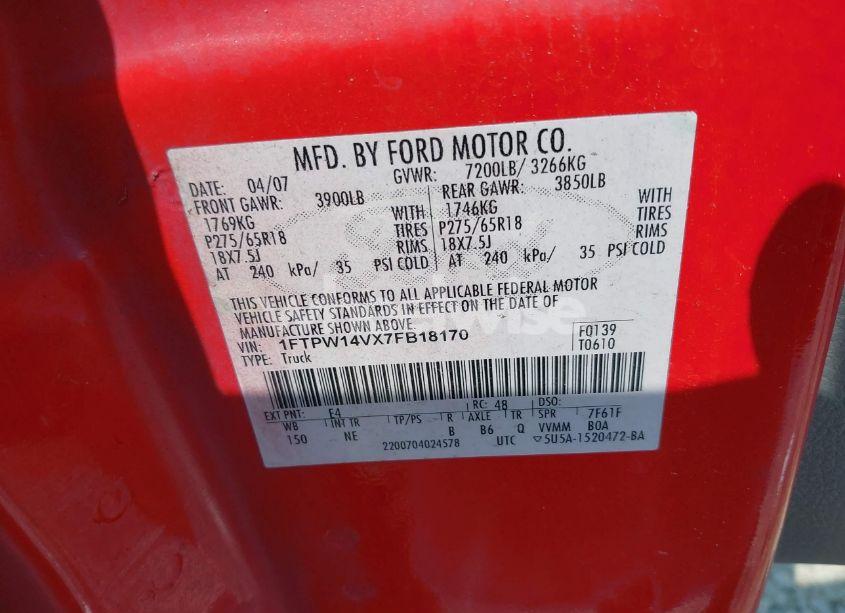 MFD. BY FORD MOTOR CO.
DATE: 04/07 GVWR: 7200LB/ 3266KG
FRONT GAWR: 3900LB REAR GAWR: 3850LB
1769KG WITH 1746KG WITH
P275/65R18 TIRES P275/65R18 TIRES
18X7.5J RIMS 18X7.5J RIMS
AT 240 kPa/ 35 PSI COLD AT 240 kPa/ 35 PSI COLD
THIS VEHICLE CONFORMS TO ALL APPLICABLE FEDERAL MOTOR
VEHICLE SAFETY STANDARDS IN EFFECT ON THE DATE OF
MANUFACTURE SHOWN ABOVE.
VIN: 1FTPW14VX7FB18170 F0139
TYPE: Truck T0610
EXT PNT: E4 RC: 48 DSO:
WB INT TR TP/PS R AXLE TR SPR 7F61F
150 NE B B6 Q VVMM BOA
2200704024578 UTC ▽5U5A-1520472-BA